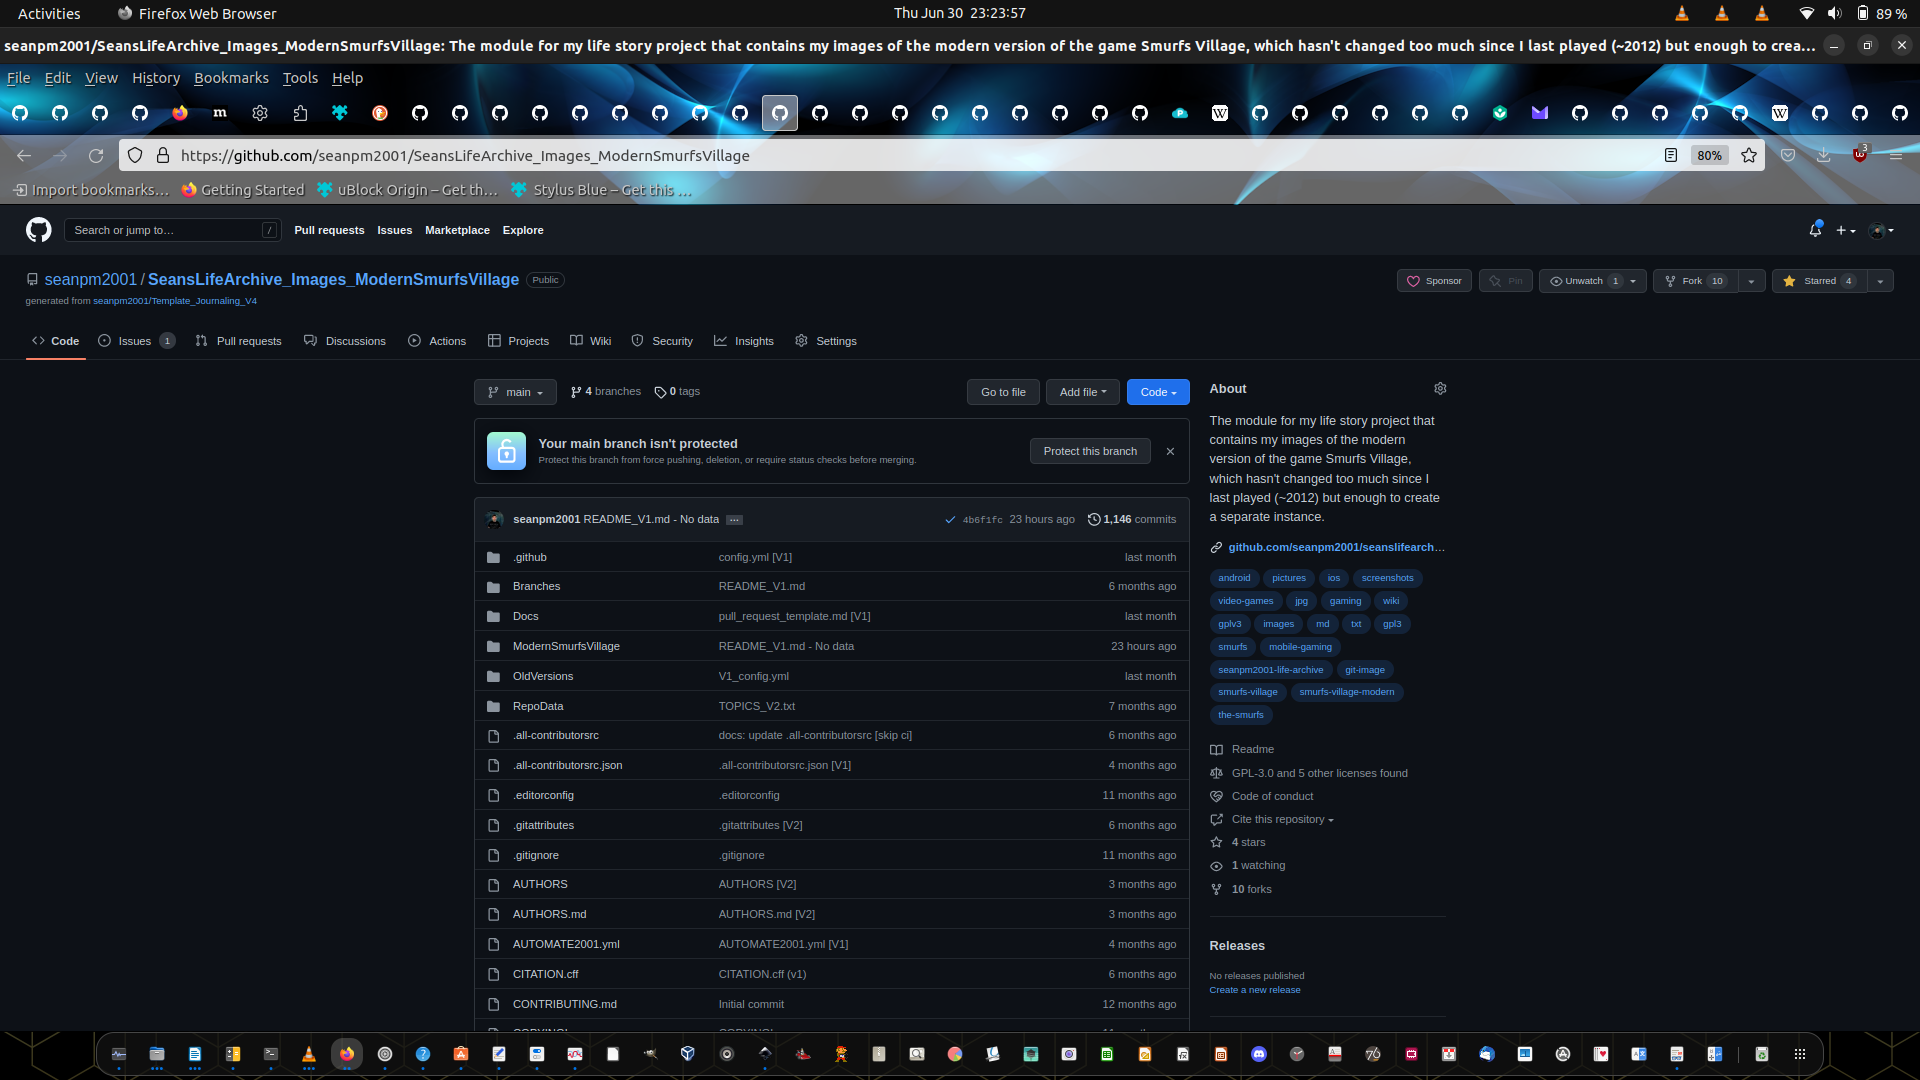 Activities
Firefox Web Browser
Thu Jun 30 23:23:57
89 %
seanpm2001/SeansLifeArchive_Images_ModernSmurfsVillage: The module for my life story project that contains my images of the modern version of the game Smurfs Village, which hasn't changed too much since I last played (~2012) but enough to crea…
File Edit View History Bookmarks Tools Help
https://github.com/seanpm2001/SeansLifeArchive_Images_ModernSmurfsVillage
80%
3
Import bookmarks…
Getting Started
uBlock Origin – Get th…
Stylus Blue – Get this …
Search or jump to…
/
Pull requests
Issues
Marketplace
Explore
seanpm2001 / SeansLifeArchive_Images_ModernSmurfsVillage
Public
generated from seanpm2001/Template_Journaling_V4
Sponsor
Pin
Unwatch 1
Fork 10
Starred 4
Code
Issues 1
Pull requests
Discussions
Actions
Projects
Wiki
Security
Insights
Settings
main
4 branches
0 tags
Go to file
Add file
Code
Your main branch isn't protected
Protect this branch from force pushing, deletion, or require status checks before merging.
Protect this branch
seanpm2001 README_V1.md - No data …
4b6f1fc 23 hours ago
1,146 commits
.github config.yml [V1] last month
Branches README_V1.md 6 months ago
Docs pull_request_template.md [V1] last month
ModernSmurfsVillage README_V1.md - No data 23 hours ago
OldVersions V1_config.yml last month
RepoData TOPICS_V2.txt 7 months ago
.all-contributorsrc docs: update .all-contributorsrc [skip ci] 6 months ago
.all-contributorsrc.json .all-contributorsrc.json [V1] 4 months ago
.editorconfig .editorconfig 11 months ago
.gitattributes .gitattributes [V2] 6 months ago
.gitignore .gitignore 11 months ago
AUTHORS AUTHORS [V2] 3 months ago
AUTHORS.md AUTHORS.md [V2] 3 months ago
AUTOMATE2001.yml AUTOMATE2001.yml [V1] 4 months ago
CITATION.cff CITATION.cff (v1) 6 months ago
CONTRIBUTING.md Initial commit 12 months ago
About
The module for my life story project that
contains my images of the modern
version of the game Smurfs Village,
which hasn't changed too much since I
last played (~2012) but enough to create
a separate instance.
github.com/seanpm2001/seanslifearch…
android pictures ios screenshots
video-games jpg gaming wiki
gplv3 images md txt gpl3
smurfs mobile-gaming
seanpm2001-life-archive git-image
smurfs-village smurfs-village-modern
the-smurfs
Readme
GPL-3.0 and 5 other licenses found
Code of conduct
Cite this repository
4 stars
1 watching
10 forks
Releases
No releases published
Create a new release